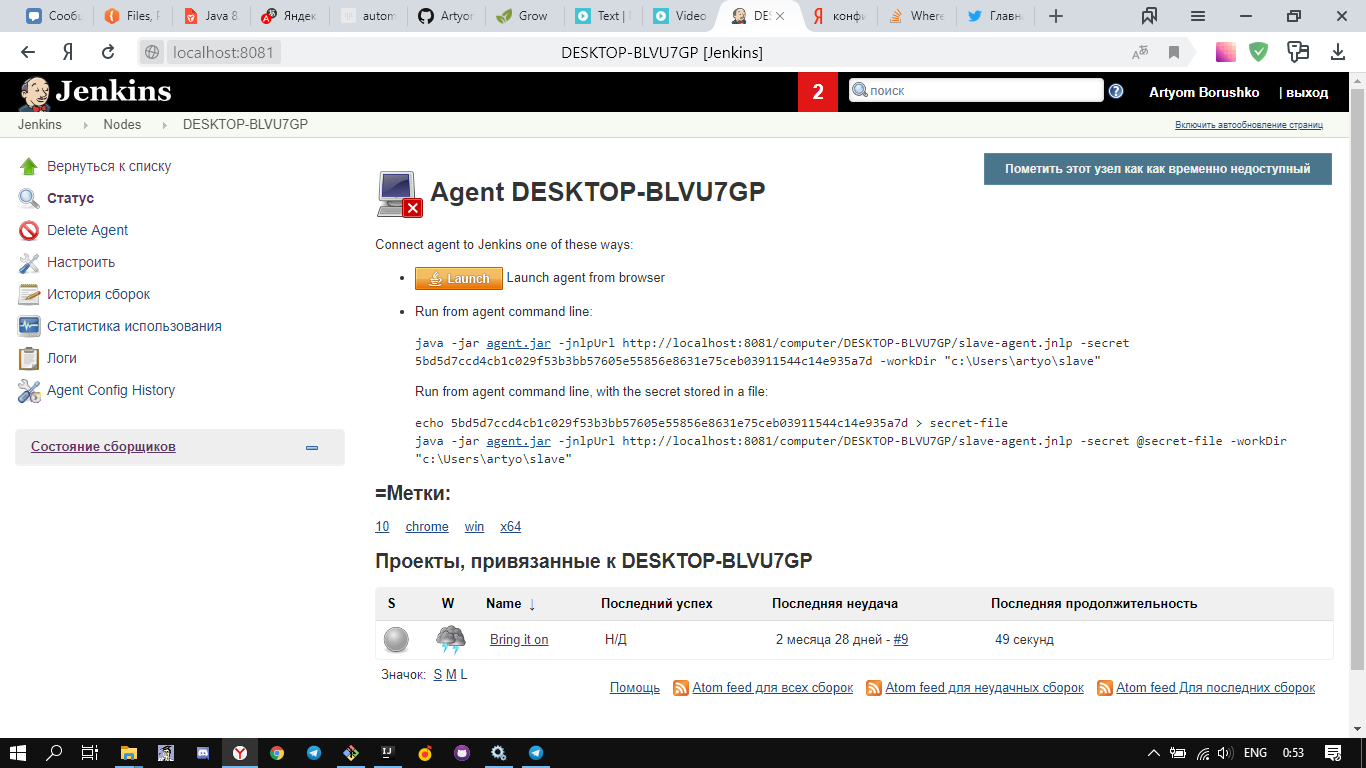 Сообщ
Files, F
Java 8
Яндек
autom
Artyor
Grow
Text | I
Video
DES
конфи
Where
Главн
localhost:8081
DESKTOP-BLVU7GP [Jenkins]
Jenkins
2
поиск
Artyom Borushko
| выход
Jenkins
Nodes
DESKTOP-BLVU7GP
Включить автообновление страниц
Вернуться к списку
Статус
Delete Agent
Настроить
История сборок
Статистика использования
Логи
Agent Config History
Состояние сборщиков
Пометить этот узел как как временно недоступный
Agent DESKTOP-BLVU7GP
Connect agent to Jenkins one of these ways:
Launch Launch agent from browser
Run from agent command line:
java -jar agent.jar -jnlpUrl http://localhost:8081/computer/DESKTOP-BLVU7GP/slave-agent.jnlp -secret
5bd5d7ccd4cb1c029f53b3bb57605e55856e8631e75ceb03911544c14e935a7d -workDir "c:\Users\artyo\slave"
Run from agent command line, with the secret stored in a file:
echo 5bd5d7ccd4cb1c029f53b3bb57605e55856e8631e75ceb03911544c14e935a7d > secret-file
java -jar agent.jar -jnlpUrl http://localhost:8081/computer/DESKTOP-BLVU7GP/slave-agent.jnlp -secret @secret-file -workDir
"c:\Users\artyo\slave"
=Метки:
10 chrome win x64
Проекты, привязанные к DESKTOP-BLVU7GP
S W Name ↓ Последний успех Последняя неудача Последняя продолжительность
Bring it on Н/Д 2 месяца 28 дней - #9 49 секунд
Значок: S M L
Помощь Atom feed для всех сборок Atom feed для неудачных сборок Atom feed Для последних сборок
ENG 0:53